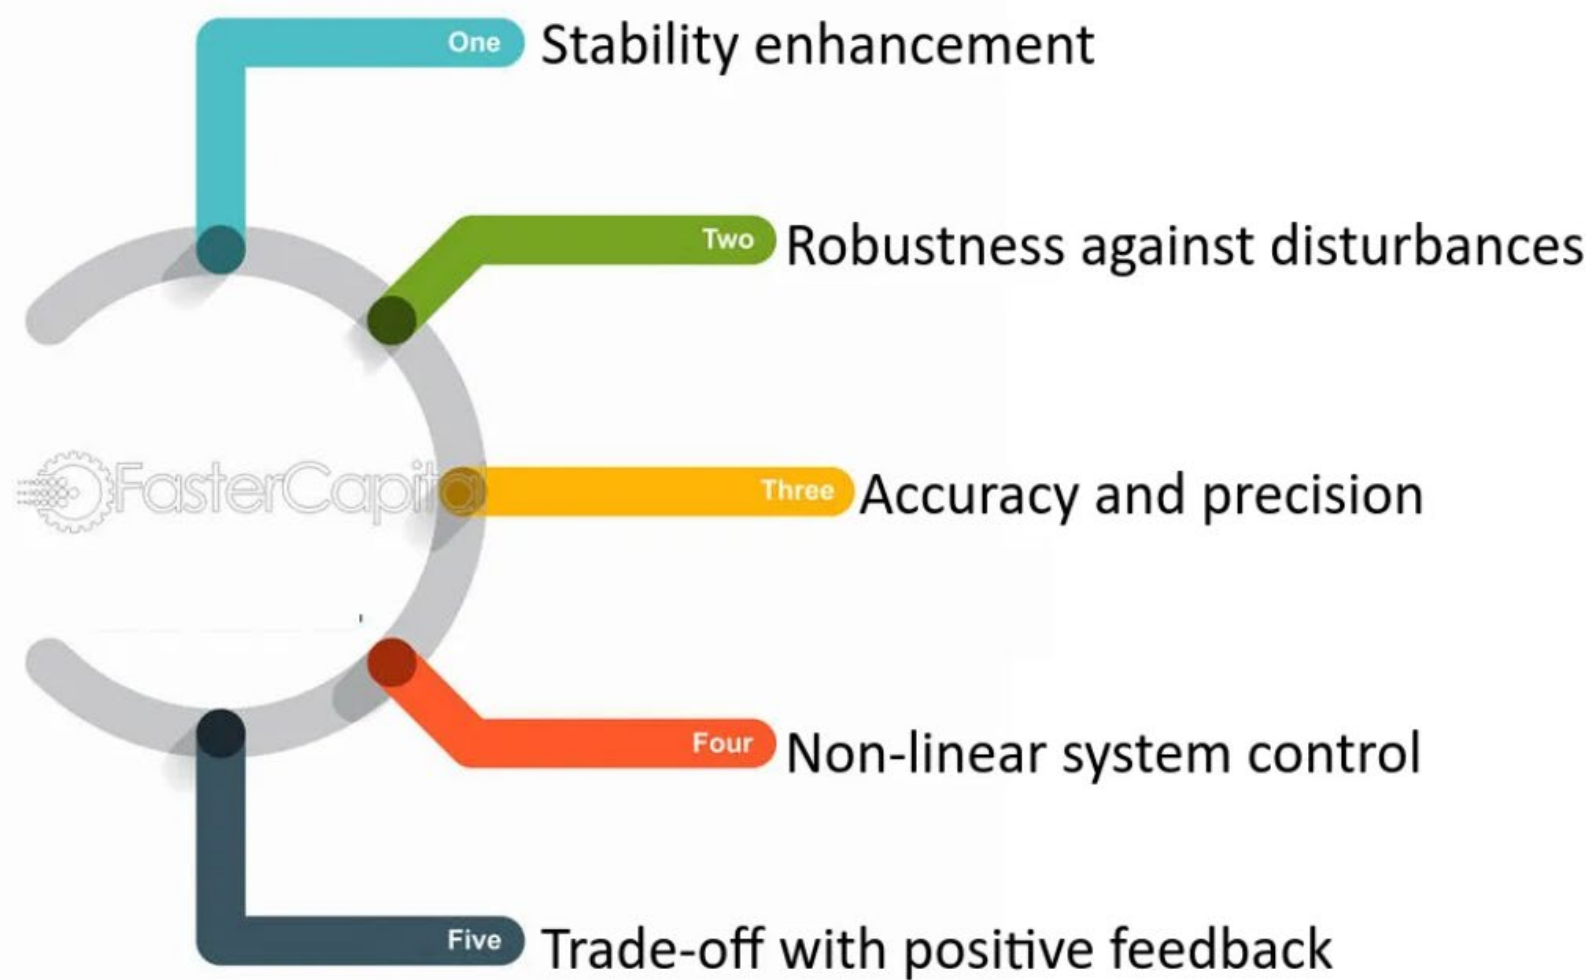 One Stability enhancement
Two Robustness against disturbances
FasterCapital
Three Accuracy and precision
Four Non-linear system control
Five Trade-off with positive feedback